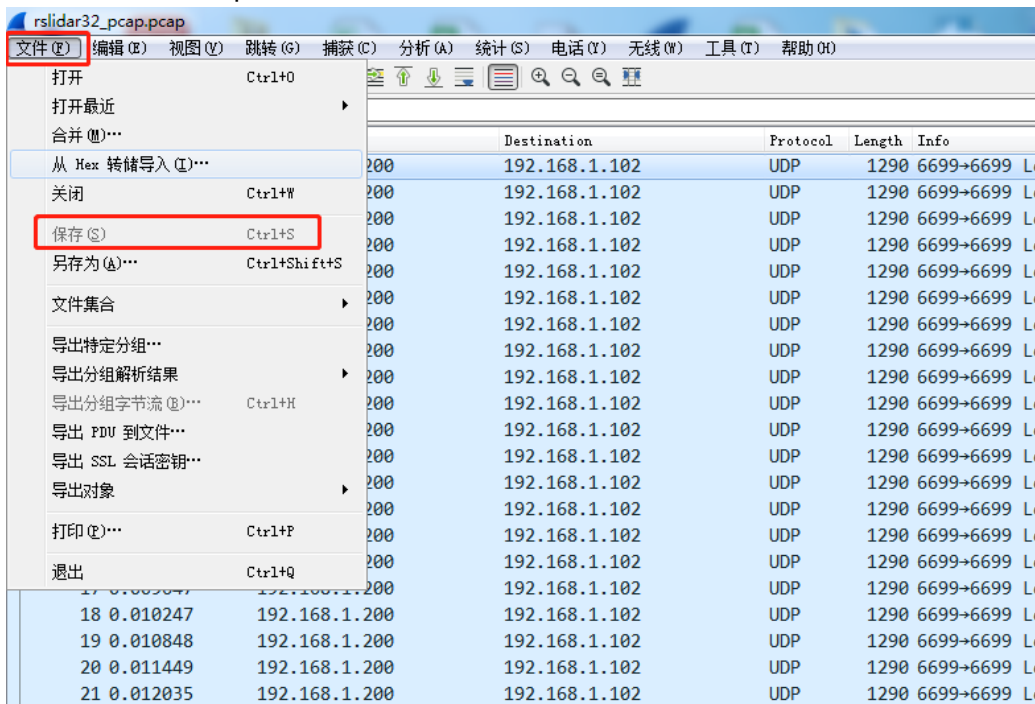 rslidar32_pcap.pcap
文件(F) 编辑(E) 视图(V) 跳转(G) 捕获(C) 分析(A) 统计(S) 电话(Y) 无线(W) 工具(T) 帮助(H)
打开 Ctrl+O
打开最近
合并(M)…
Destination Protocol Length Info
从 Hex 转储导入(I)… 200 192.168.1.102 UDP 1290 6699→6699 L
关闭 Ctrl+W 200 192.168.1.102 UDP 1290 6699→6699 L
200 192.168.1.102 UDP 1290 6699→6699 L
保存(S) Ctrl+S 200 192.168.1.102 UDP 1290 6699→6699 L
另存为(A)… Ctrl+Shift+S 200 192.168.1.102 UDP 1290 6699→6699 L
文件集合 200 192.168.1.102 UDP 1290 6699→6699 L
200 192.168.1.102 UDP 1290 6699→6699 L
导出特定分组… 200 192.168.1.102 UDP 1290 6699→6699 L
导出分组解析结果 200 192.168.1.102 UDP 1290 6699→6699 L
导出分组字节流(B)… Ctrl+H 200 192.168.1.102 UDP 1290 6699→6699 L
导出 PDU 到文件… 200 192.168.1.102 UDP 1290 6699→6699 L
导出 SSL 会话密钥… 200 192.168.1.102 UDP 1290 6699→6699 L
导出对象 200 192.168.1.102 UDP 1290 6699→6699 L
200 192.168.1.102 UDP 1290 6699→6699 L
打印(P)… Ctrl+P 200 192.168.1.102 UDP 1290 6699→6699 L
退出 Ctrl+Q 200 192.168.1.102 UDP 1290 6699→6699 L
192.168.1.200 192.168.1.102 UDP 1290 6699→6699 L
18 0.010247 192.168.1.200 192.168.1.102 UDP 1290 6699→6699 L
19 0.010848 192.168.1.200 192.168.1.102 UDP 1290 6699→6699 L
20 0.011449 192.168.1.200 192.168.1.102 UDP 1290 6699→6699 L
21 0.012035 192.168.1.200 192.168.1.102 UDP 1290 6699→6699 L